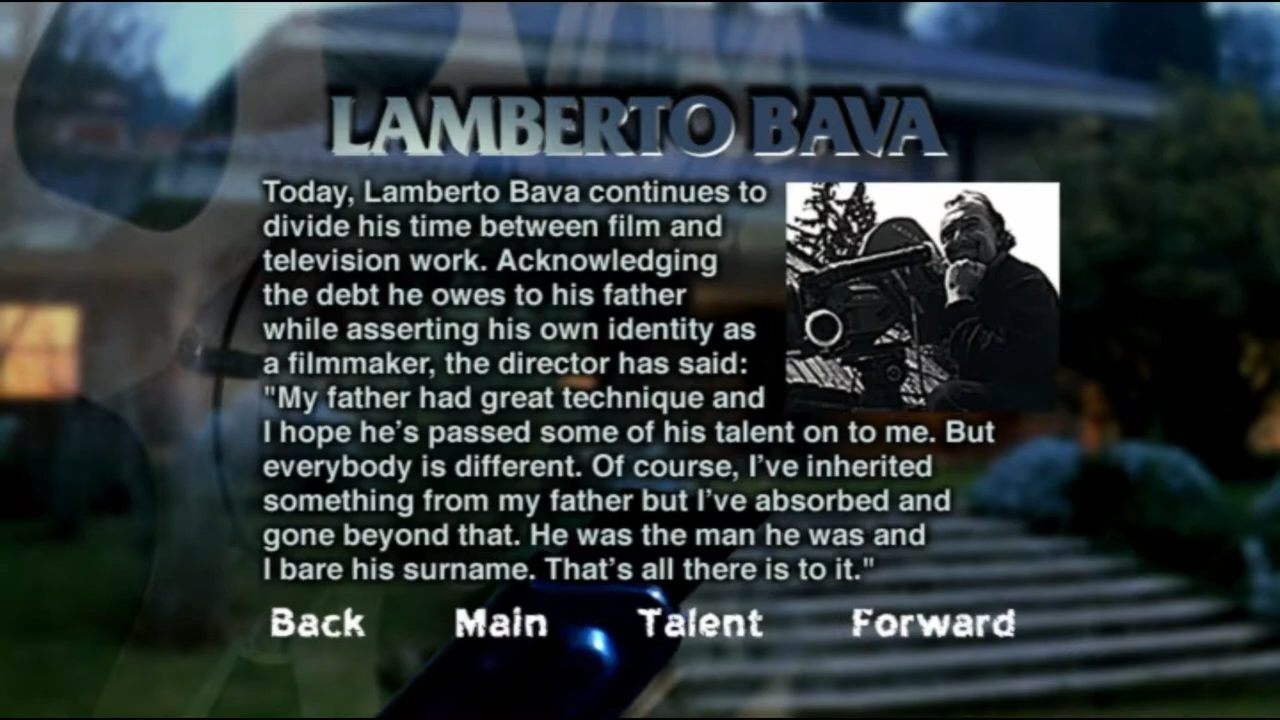 LAMBERTO BAVA
Today, Lamberto Bava continues to
divide his time between film and
television work. Acknowledging
the debt he owes to his father
while asserting his own identity as
a filmmaker, the director has said:
"My father had great technique and
I hope he's passed some of his talent on to me. But
everybody is different. Of course, I've inherited
something from my father but I've absorbed and
gone beyond that. He was the man he was and
I bare his surname. That's all there is to it."
Back Main Talent Forward